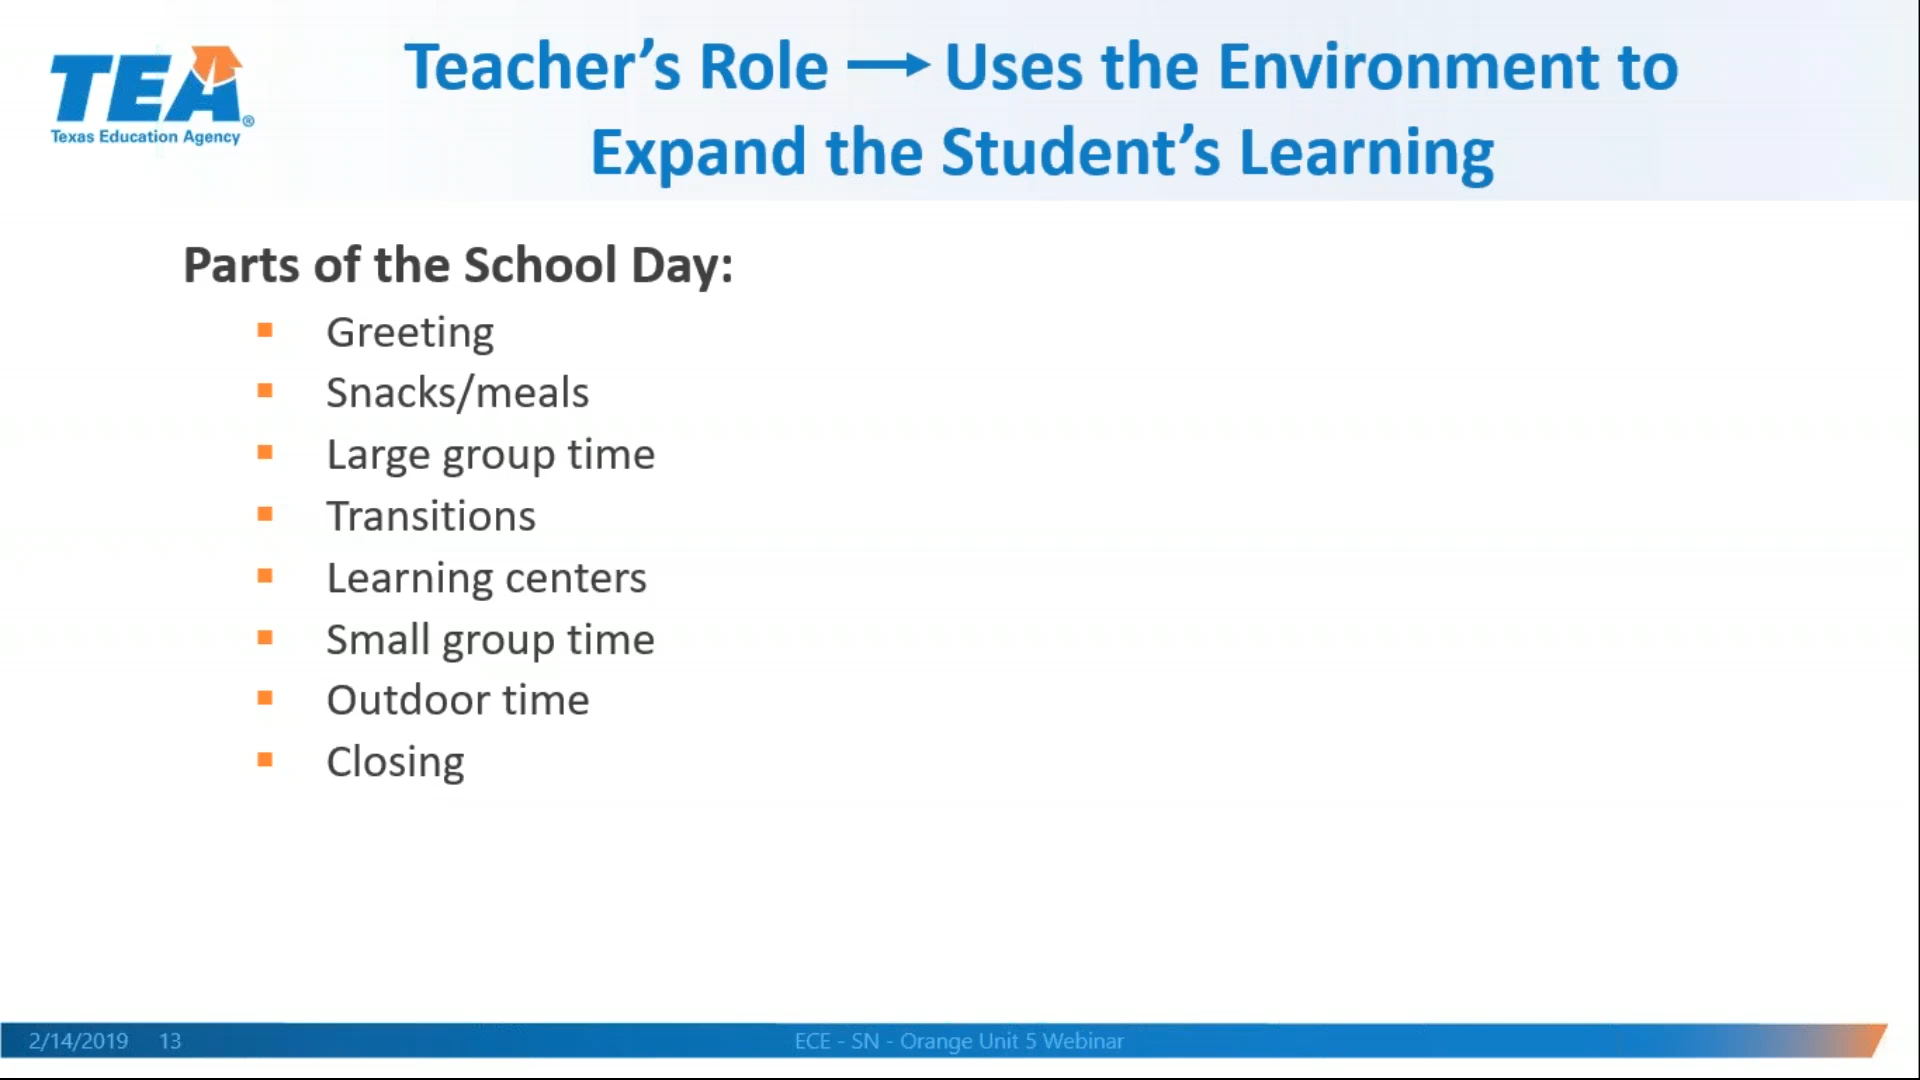 TEA®
Texas Education Agency
Teacher’s Role → Uses the Environment to
Expand the Student’s Learning
Parts of the School Day:
▪ Greeting
▪ Snacks/meals
▪ Large group time
▪ Transitions
▪ Learning centers
▪ Small group time
▪ Outdoor time
▪ Closing
2/14/2019 13 ECE - SN - Orange Unit 5 Webinar